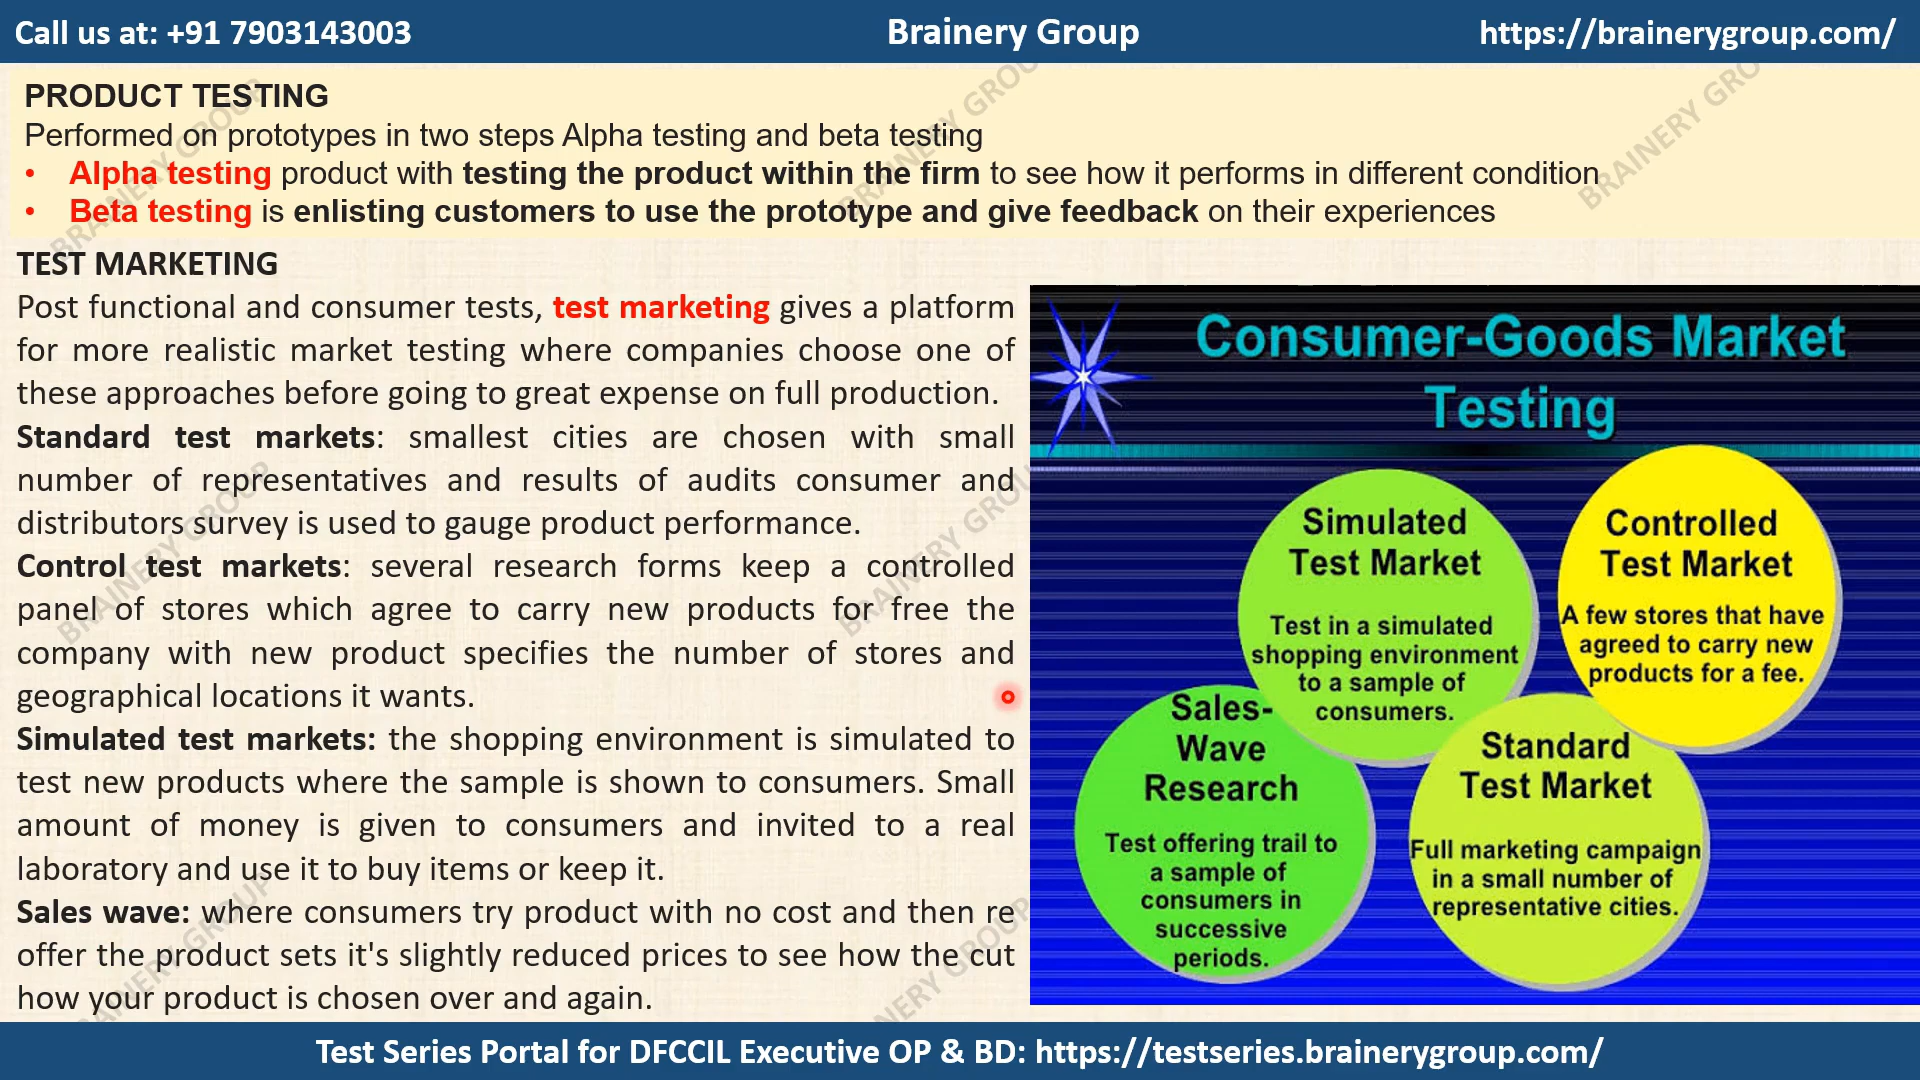 Call us at: +91 7903143003
Brainery Group
https://brainerygroup.com/
PRODUCT TESTING
Performed on prototypes in two steps Alpha testing and beta testing
• Alpha testing product with testing the product within the firm to see how it performs in different condition
• Beta testing is enlisting customers to use the prototype and give feedback on their experiences
TEST MARKETING
Post functional and consumer tests, test marketing gives a platform
for more realistic market testing where companies choose one of
these approaches before going to great expense on full production.
Standard test markets: smallest cities are chosen with small
number of representatives and results of audits consumer and
distributors survey is used to gauge product performance.
Control test markets: several research forms keep a controlled
panel of stores which agree to carry new products for free the
company with new product specifies the number of stores and
geographical locations it wants.
Simulated test markets: the shopping environment is simulated to
test new products where the sample is shown to consumers. Small
amount of money is given to consumers and invited to a real
laboratory and use it to buy items or keep it.
Sales wave: where consumers try product with no cost and then re
offer the product sets it's slightly reduced prices to see how the cut
how your product is chosen over and again.
Consumer-Goods Market
Testing
Simulated
Test Market
Test in a simulated
shopping environment
to a sample of
consumers.
Controlled
Test Market
A few stores that have
agreed to carry new
products for a fee.
Sales-
Wave
Research
Test offering trail to
a sample of
consumers in
successive
periods.
Standard
Test Market
Full marketing campaign
in a small number of
representative cities.
BRAINERY GROUP
BRAINERY GROUP
BRAINERY GRO
BRAINERY GROUP
BRAINERY GROUP
BRAINERY GROUP
BRAINERY GROUP
Test Series Portal for DFCCIL Executive OP & BD: https://testseries.brainerygroup.com/